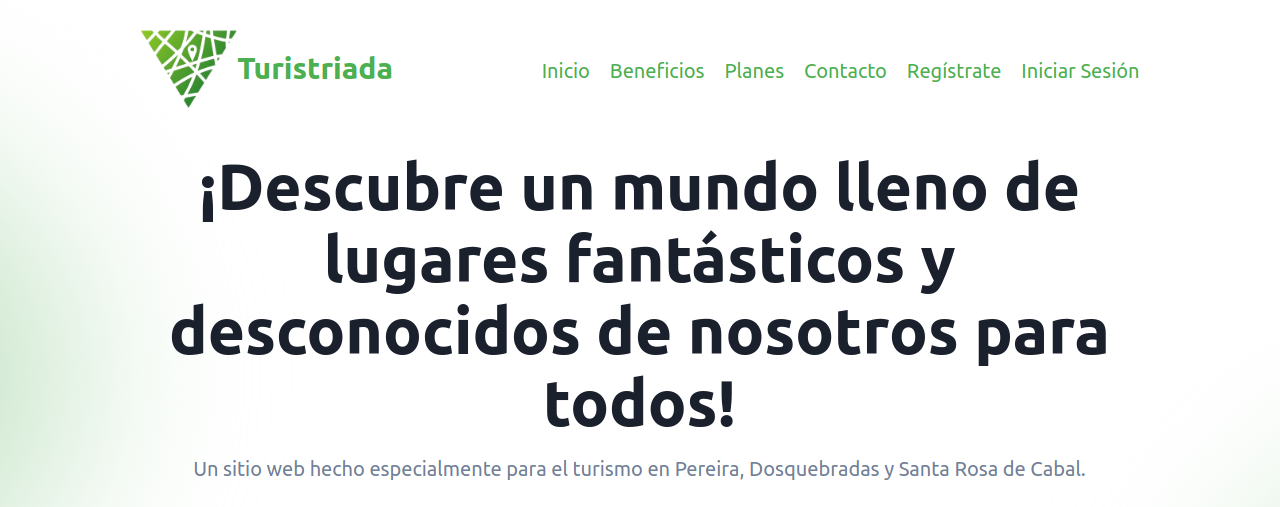 Turistriada
Inicio Beneficios Planes Contacto Regístrate Iniciar Sesión
¡Descubre un mundo lleno de
lugares fantásticos y
desconocidos de nosotros para
todos!
Un sitio web hecho especialmente para el turismo en Pereira, Dosquebradas y Santa Rosa de Cabal.